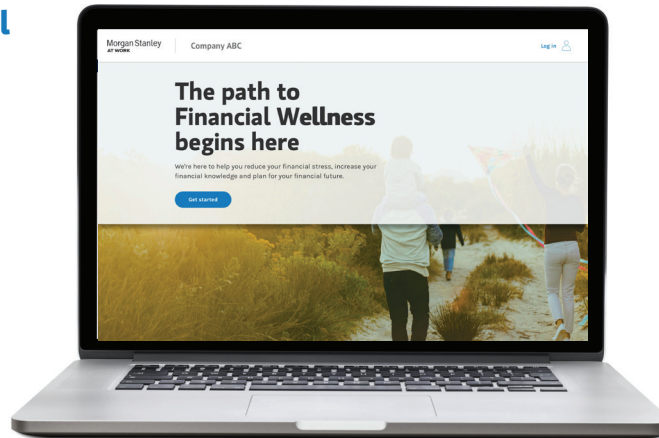 l
Morgan Stanley
AT WORK
Company ABC
Log in
The path to
Financial Wellness
begins here
We're here to help you reduce your financial stress, increase your
financial knowledge and plan for your financial future.
Get started